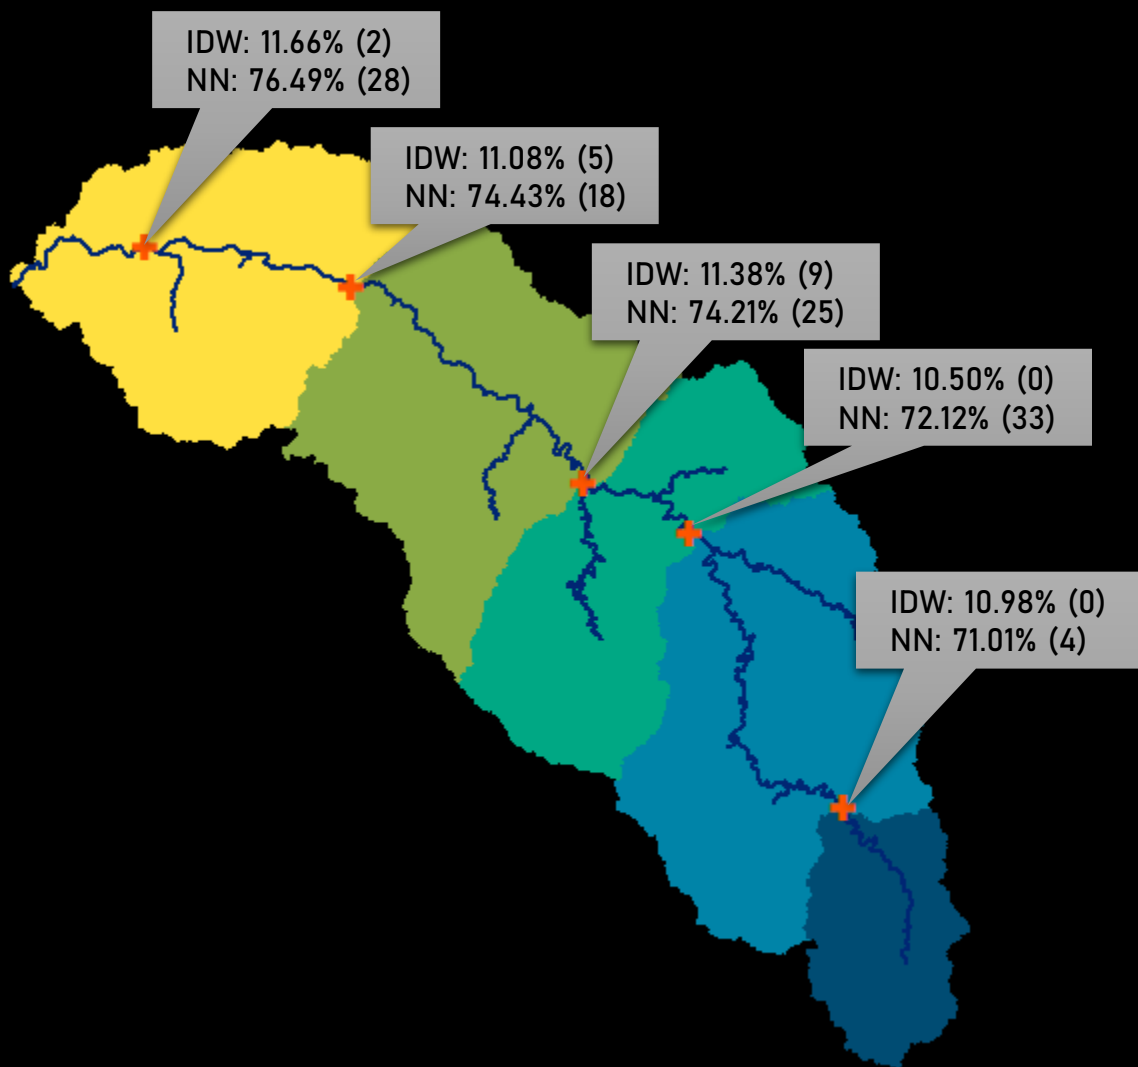 IDW: 11.66% (2)
NN: 76.49% (28)
IDW: 11.08% (5)
NN: 74.43% (18)
IDW: 11.38% (9)
NN: 74.21% (25)
IDW: 10.50% (0)
NN: 72.12% (33)
IDW: 10.98% (0)
NN: 71.01% (4)